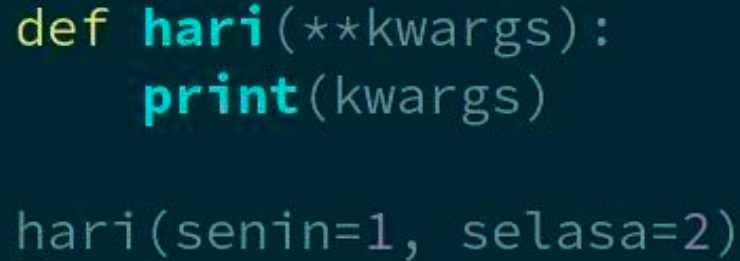 def hari(**kwargs):
    print(kwargs)
hari(senin=1, selasa=2)